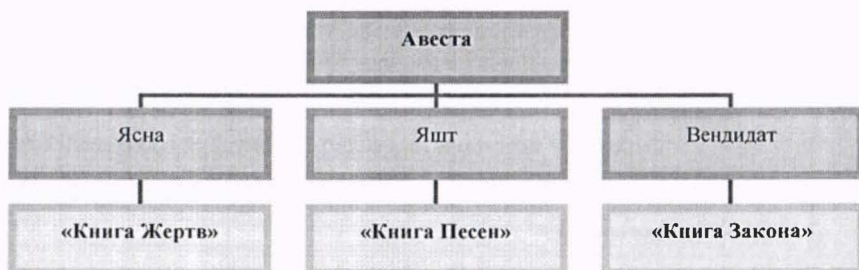 Авеста
Ясна
Яшт
Вендидат
«Книга Жертв»
«Книга Песен»
«Книга Закона»